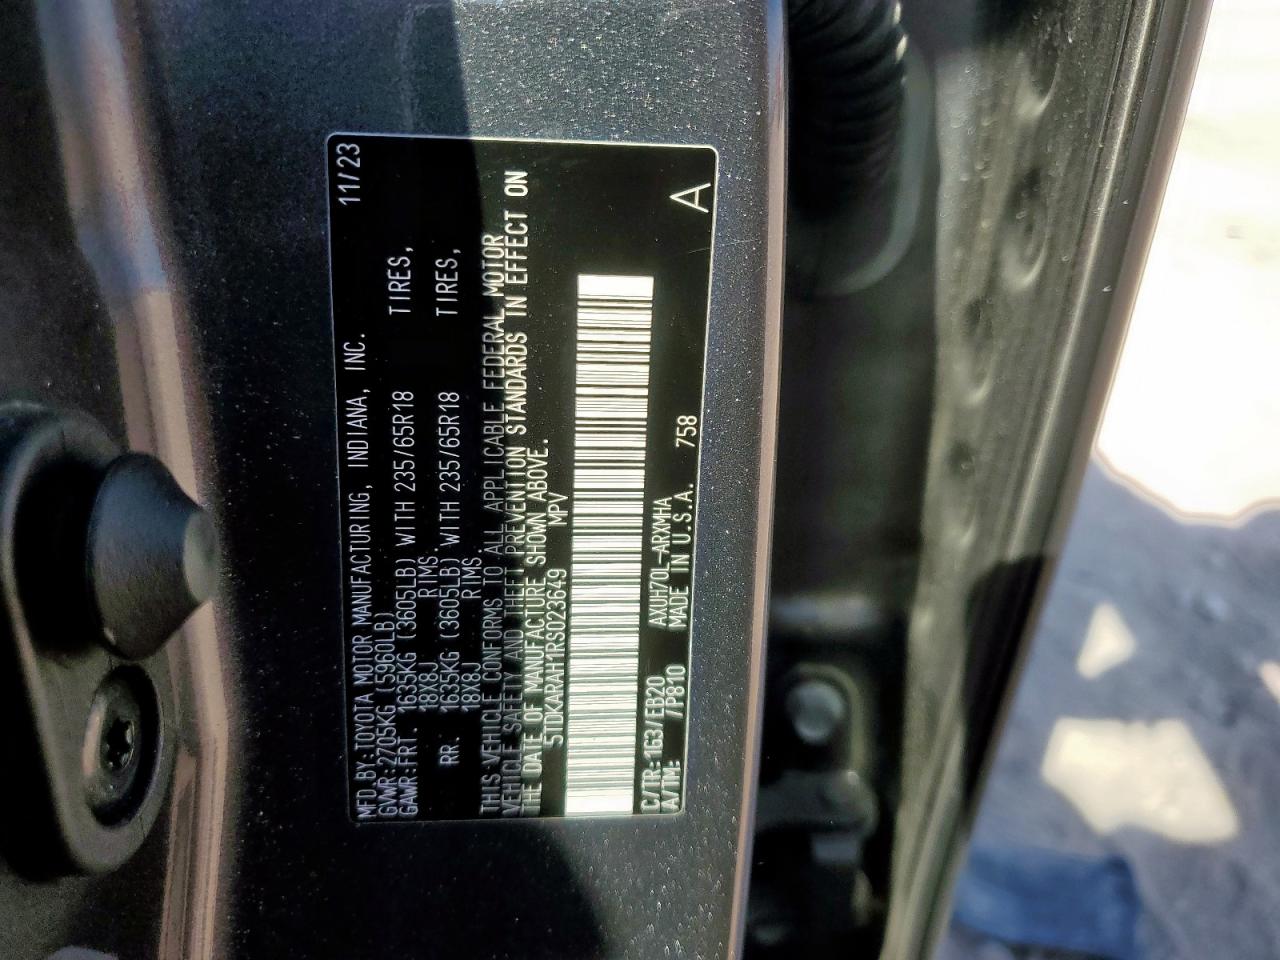 MFD.BY:TOYOTA MOTOR MANUFACTURING, INDIANA, INC. 11/23
GVWR:2705KG (5960LB)
GAWR:FRT. 1635KG (3605LB) WITH 235/65R18 TIRES,
18X8J RIMS.
RR. 1635KG (3605LB) WITH 235/65R18 TIRES,
18X8J RIMS.
THIS VEHICLE CONFORMS TO ALL APPLICABLE FEDERAL MOTOR
VEHICLE SAFETY AND THEFT PREVENTION STANDARDS IN EFFECT ON
THE DATE OF MANUFACTURE SHOWN ABOVE.
5TDKARAH1RS023649 MPV
C/TR:1G3/EB20 AXUH70L-ARXMHA
A/TM: /P810 MADE IN U.S.A. 758 A